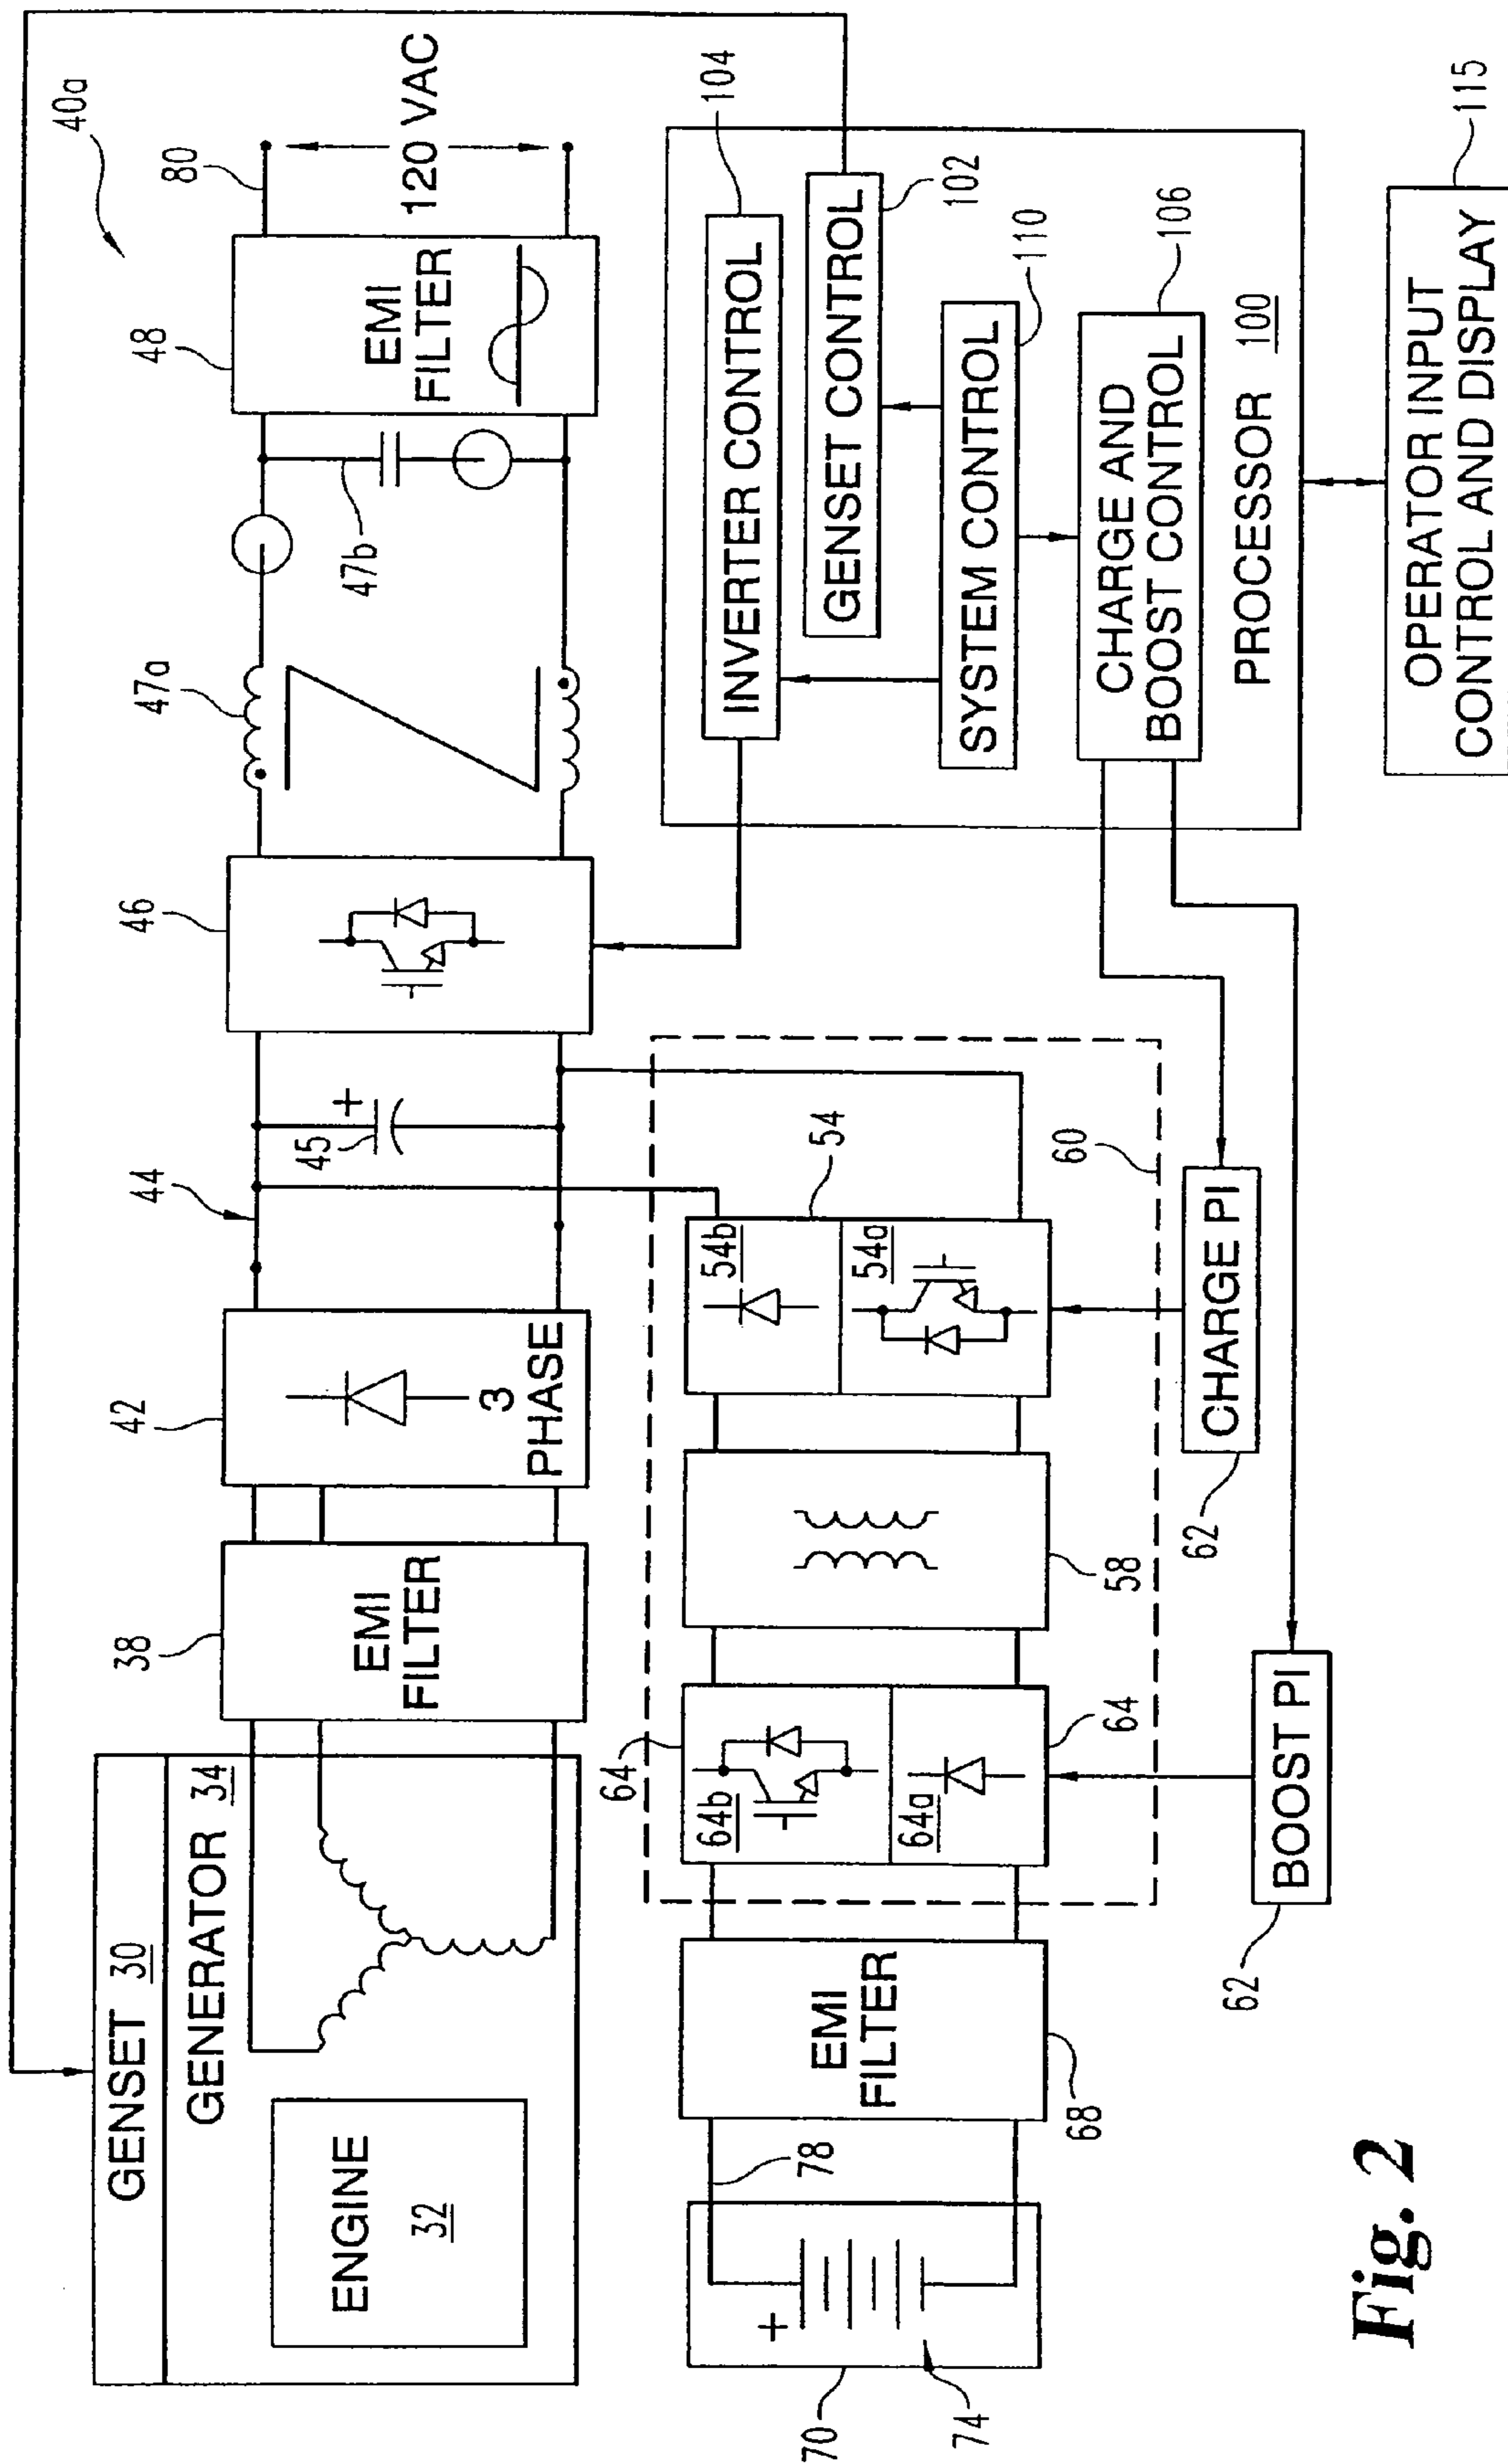 40a
GENSET 30
GENERATOR 34
ENGINE
32
38
EMI
FILTER
42
3
PHASE
44
45
+
46
47a
47b
48
EMI
FILTER
80
120 VAC
70
+
74
78
EMI
FILTER
68
64
64b
64a
64
58
54b
54a
54
60
BOOST PI
62
CHARGE PI
62
INVERTER CONTROL
104
GENSET CONTROL
102
SYSTEM CONTROL
110
CHARGE AND
BOOST CONTROL
106
PROCESSOR 100
OPERATOR INPUT
CONTROL AND DISPLAY
115
Fig. 2